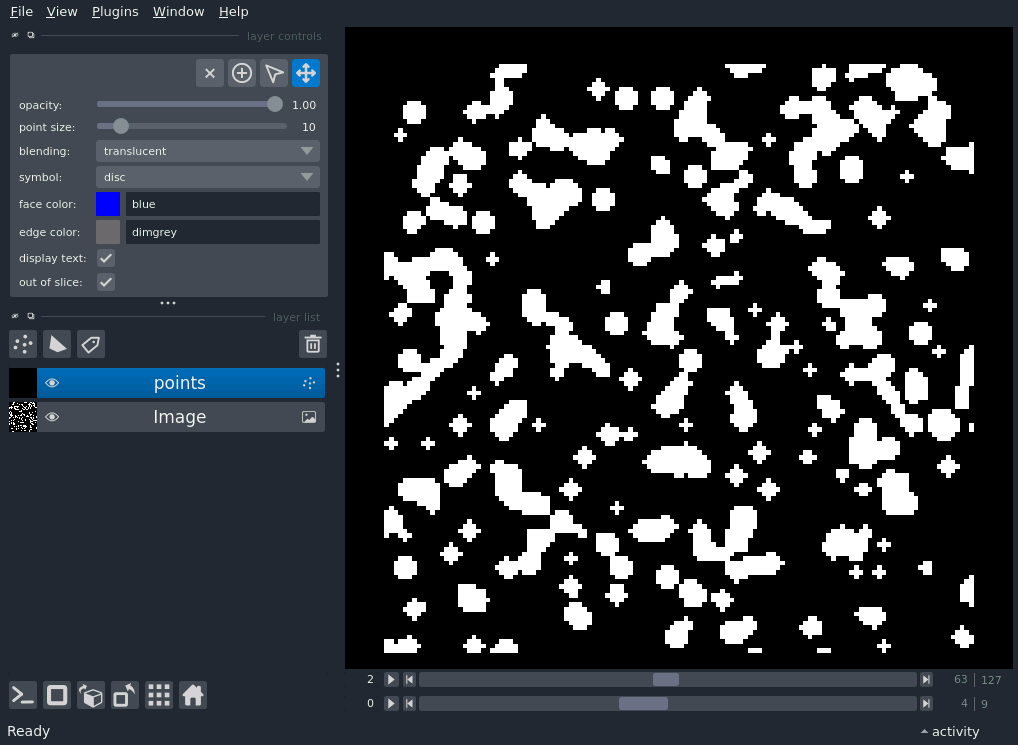 File View Plugins Window Help
layer controls
opacity: 1.00
point size: 10
blending: translucent
symbol: disc
face color: blue
edge color: dimgrey
display text:
out of slice:
layer list
points
Image
2 63 | 127
0 4 | 9
Ready activity